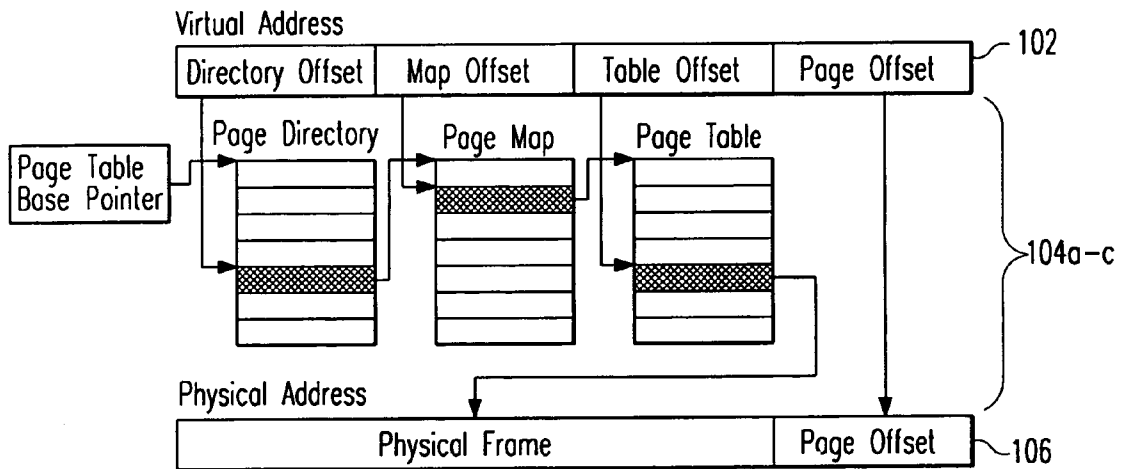 Virtual Address
102
Directory Offset Map Offset Table Offset Page Offset
Page Directory Page Map Page Table
Page Table
Base Pointer
104a-c
Physical Address
Physical Frame Page Offset
106